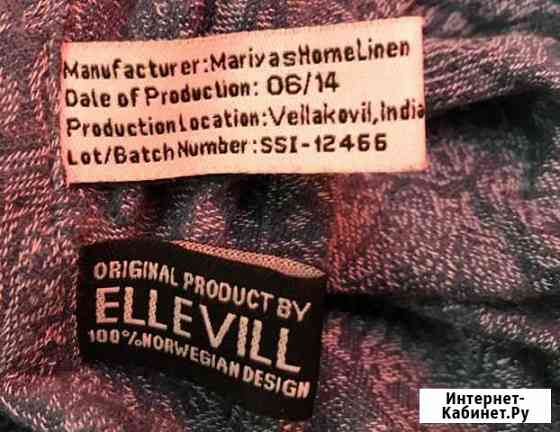 Manufacturer:MariyasHomeLinen
Date of Production: 06/14
Production Location:Vellakovil,India
Lot/Batch Number:SSI-12466
ORIGINAL PRODUCT BY
ELLEVILL
100% NORWEGIAN DESIGN
Интернет-
Кабинет.Ру